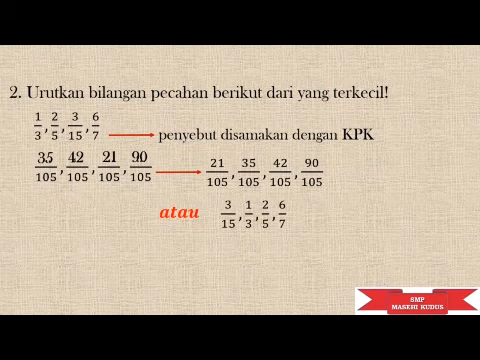 2. Urutkan bilangan pecahan berikut dari yang terkecil!
1/3, 2/5, 3/15, 6/7 → penyebut disamakan dengan KPK
35/105, 42/105, 21/105, 90/105 → 21/105, 35/105, 42/105, 90/105
atau 3/15, 1/3, 2/5, 6/7
SMP
MASEHI KUDUS